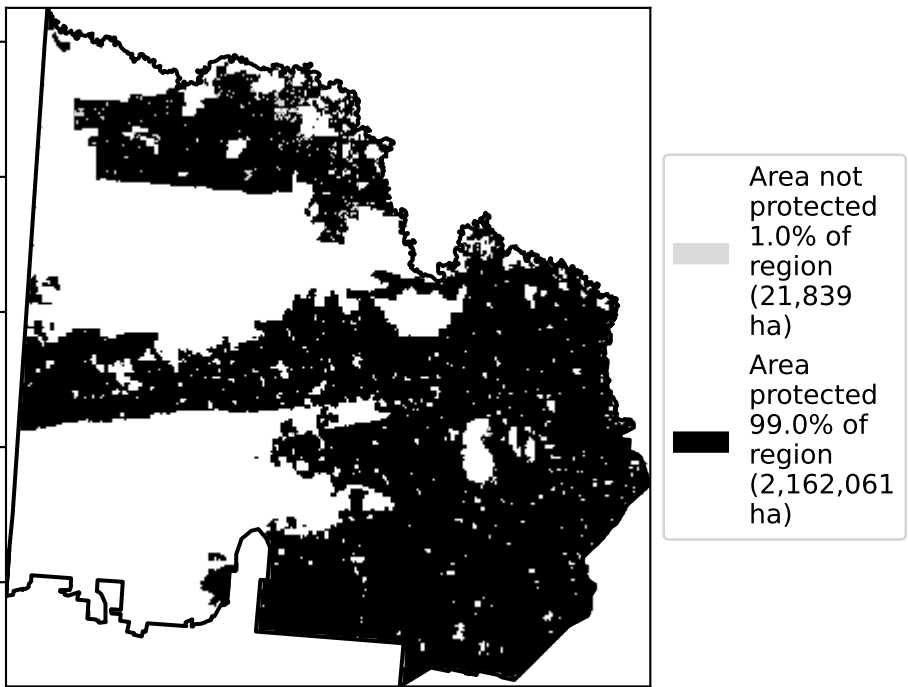 Area not
protected
1.0% of
region
(21,839
ha)
Area
protected
99.0% of
region
(2,162,061
ha)